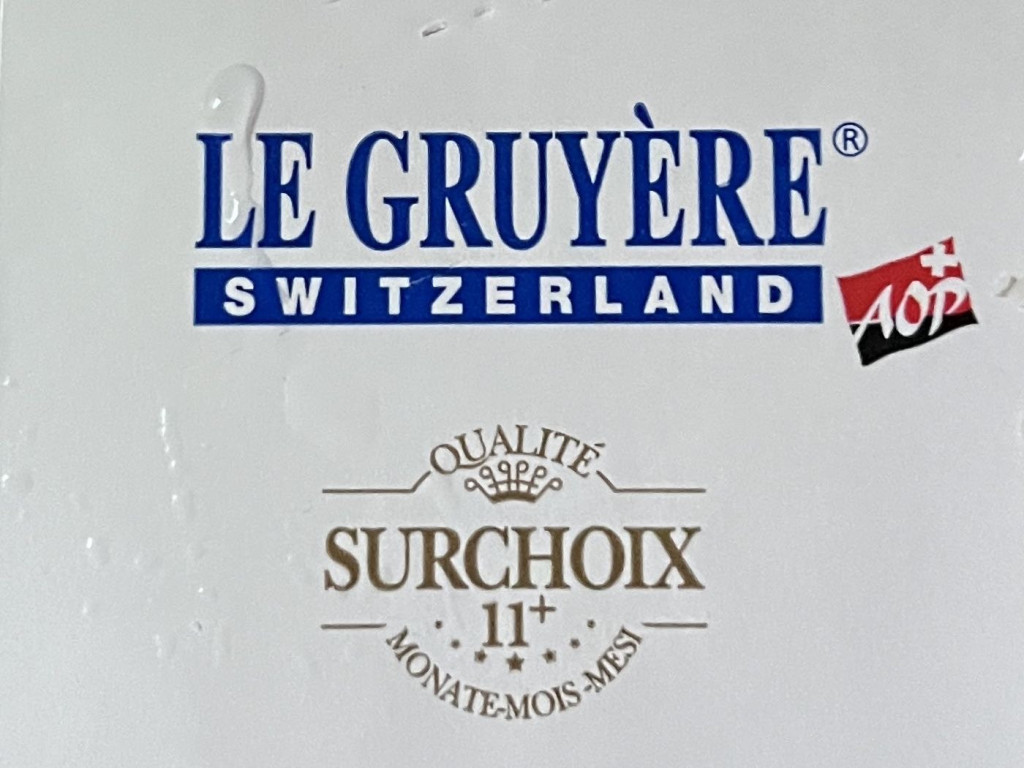 LE GRUYÈRE®
SWITZERLAND
AOP
QUALITÉ
SURCHOIX
11+
MONATE-MOIS-MESI